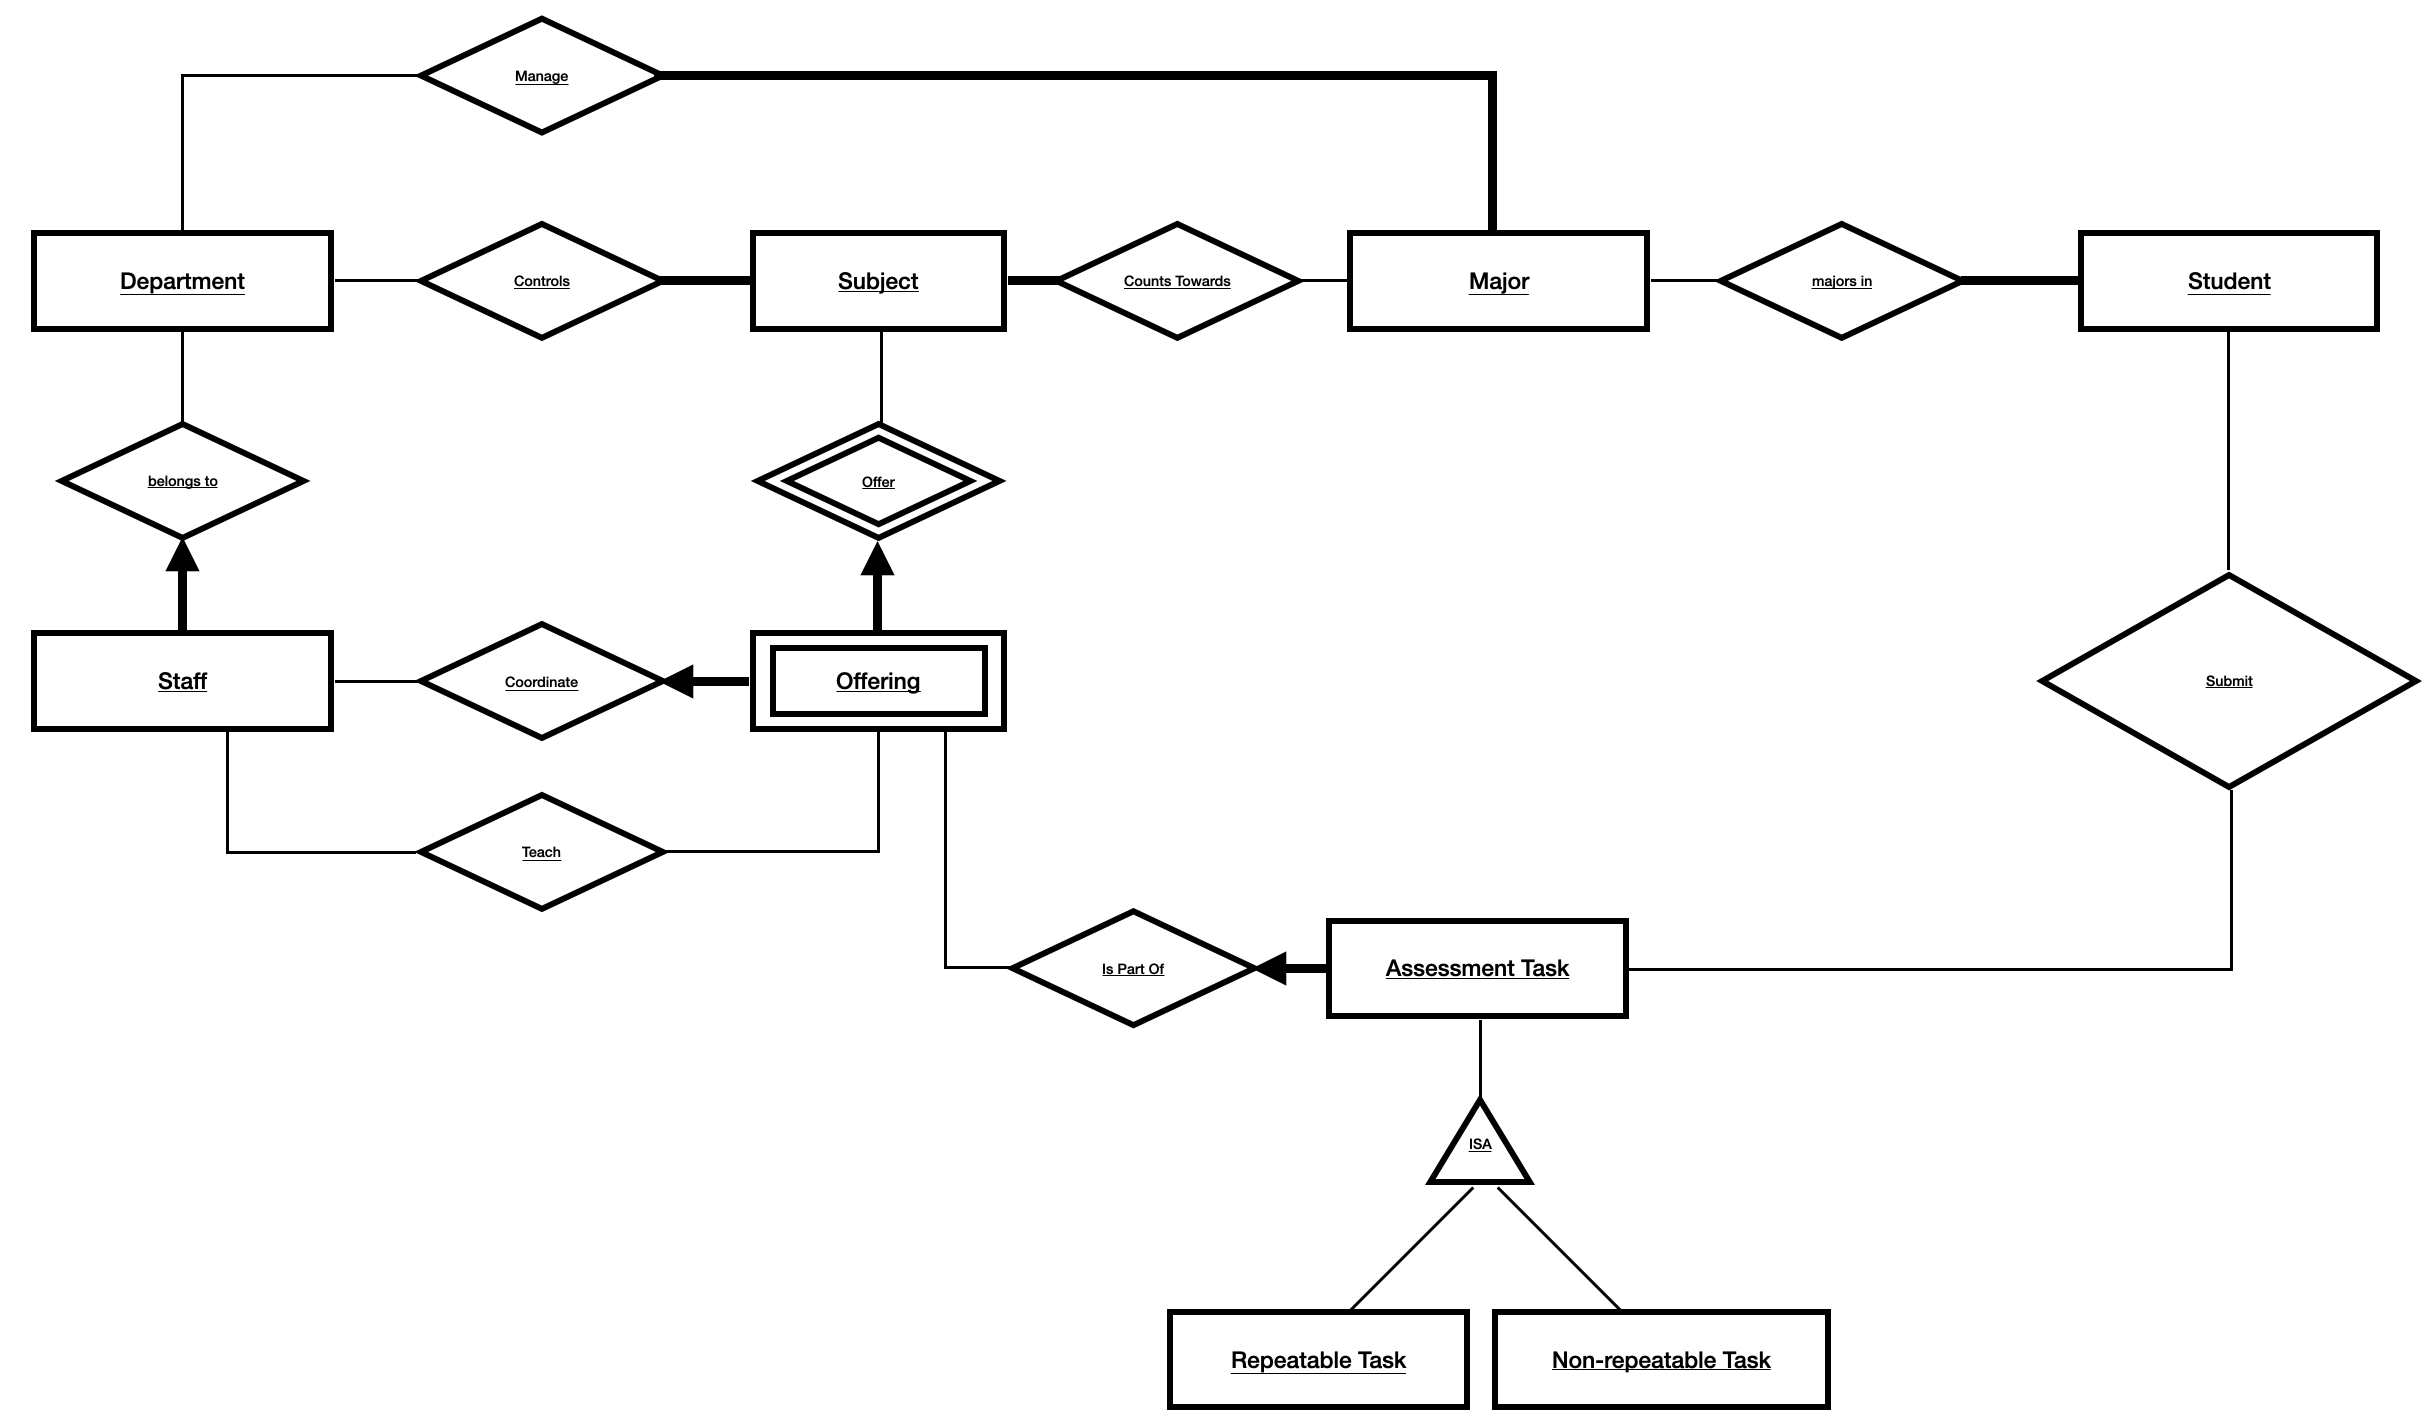 Manage
Department
Controls
Subject
Counts Towards
Major
majors in
Student
belongs to
Offer
Staff
Coordinate
Offering
Submit
Teach
Is Part Of
Assessment Task
ISA
Repeatable Task
Non-repeatable Task